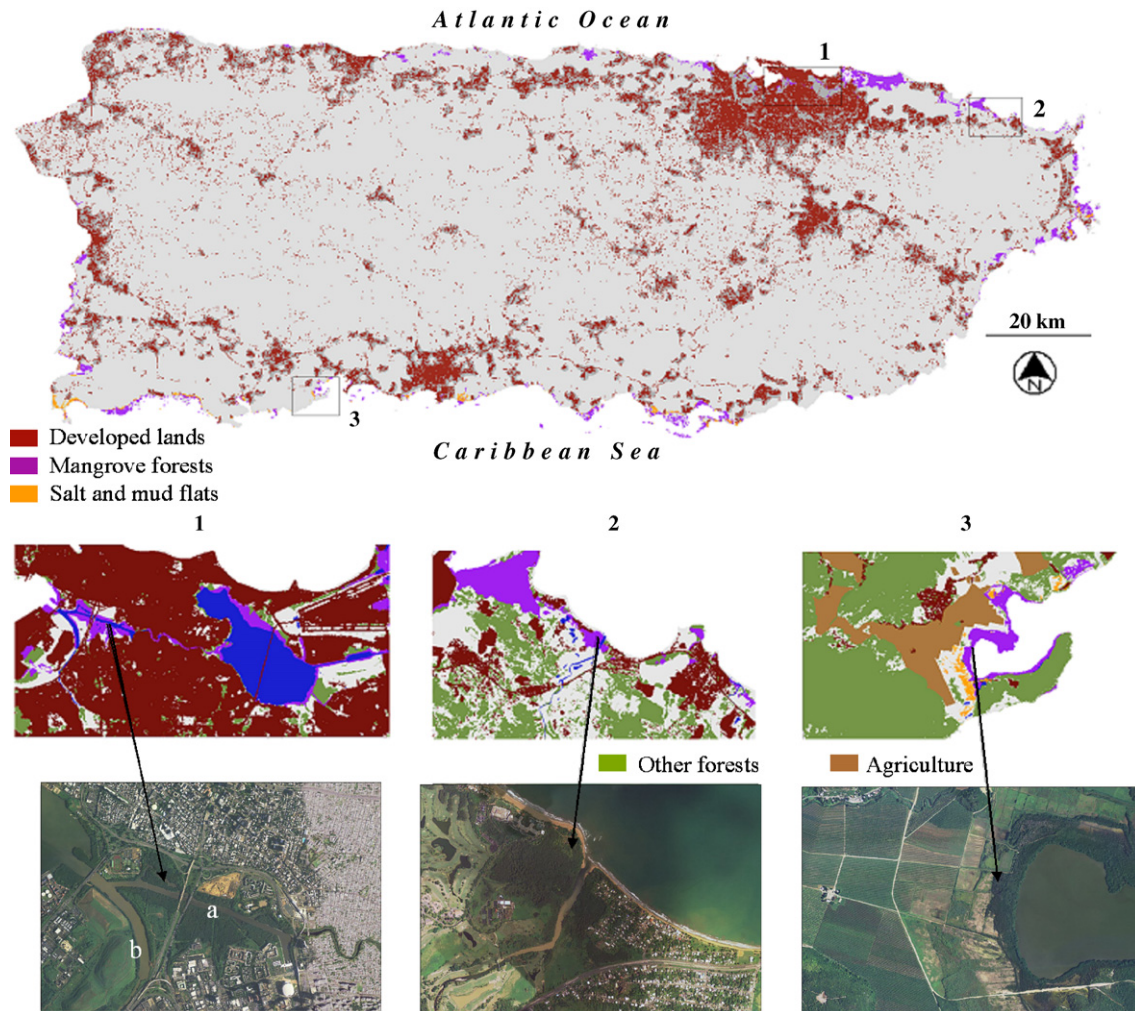 Atlantic Ocean
1
2
20 km
N
3
Caribbean Sea
Developed lands
Mangrove forests
Salt and mud flats
1
2
3
Other forests
Agriculture
a
b